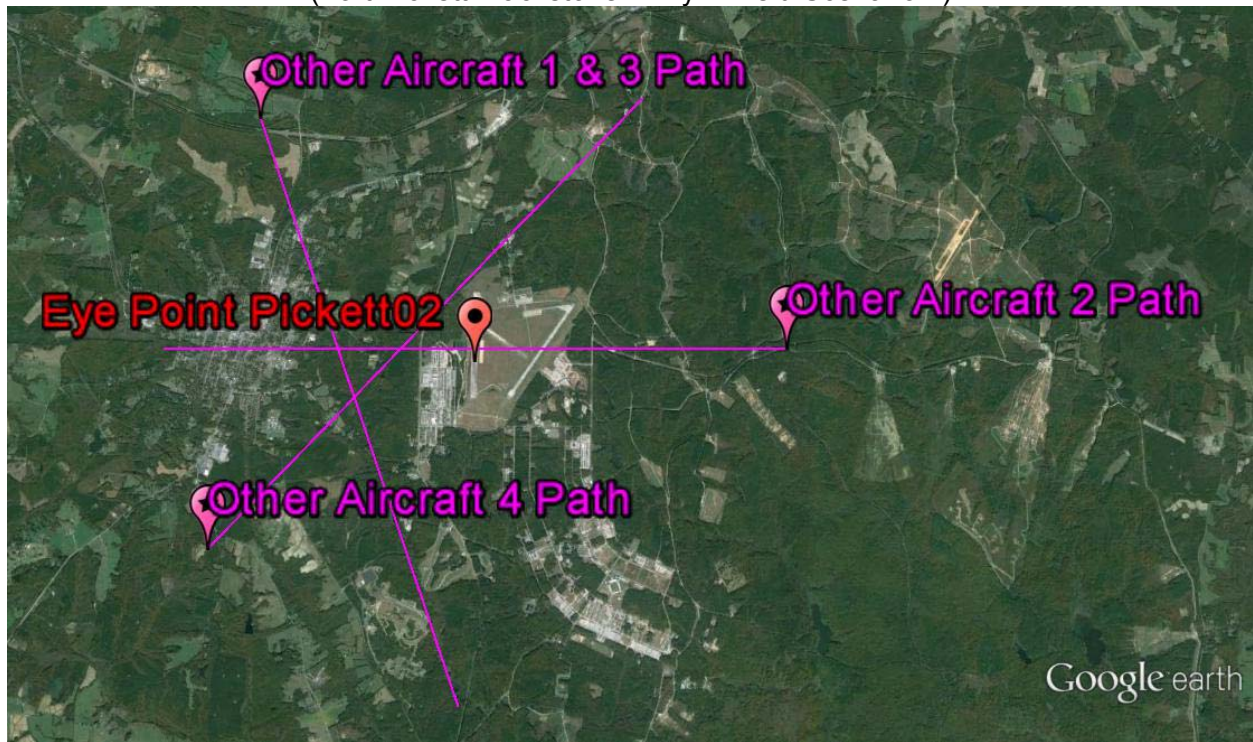 Other Aircraft 1 & 3 Path
Eye Point Pickett02
Other Aircraft 2 Path
Other Aircraft 4 Path
Google earth